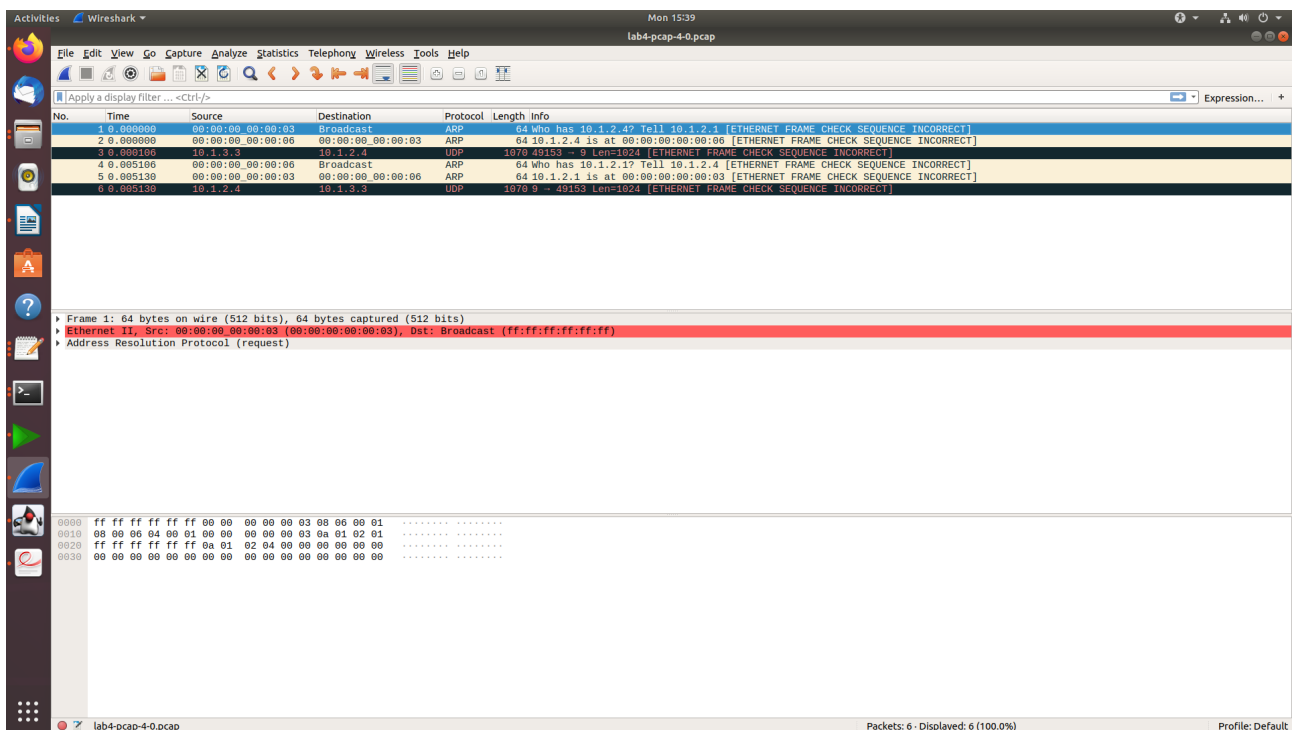 Activities Wireshark Mon 15:39
lab4-pcap-4-0.pcap
File Edit View Go Capture Analyze Statistics Telephony Wireless Tools Help
Apply a display filter ... <Ctrl-/> Expression... +
No. Time Source Destination Protocol Length Info
1 0.000000 00:00:00_00:00:03 Broadcast ARP 64 Who has 10.1.2.4? Tell 10.1.2.1 [ETHERNET FRAME CHECK SEQUENCE INCORRECT]
2 0.000000 00:00:00_00:00:06 00:00:00_00:00:03 ARP 64 10.1.2.4 is at 00:00:00:00:00:06 [ETHERNET FRAME CHECK SEQUENCE INCORRECT]
3 0.000106 10.1.3.3 10.1.2.4 UDP 1070 49153 → 9 Len=1024 [ETHERNET FRAME CHECK SEQUENCE INCORRECT]
4 0.005130 00:00:00_00:00:06 Broadcast ARP 64 Who has 10.1.2.1? Tell 10.1.2.4 [ETHERNET FRAME CHECK SEQUENCE INCORRECT]
5 0.005130 00:00:00_00:00:03 00:00:00_00:00:06 ARP 64 10.1.2.1 is at 00:00:00:00:00:03 [ETHERNET FRAME CHECK SEQUENCE INCORRECT]
6 0.005130 10.1.2.4 10.1.3.3 UDP 1070 9 → 49153 Len=1024 [ETHERNET FRAME CHECK SEQUENCE INCORRECT]
Frame 1: 64 bytes on wire (512 bits), 64 bytes captured (512 bits)
Ethernet II, Src: 00:00:00_00:00:03 (00:00:00:00:00:03), Dst: Broadcast (ff:ff:ff:ff:ff:ff)
Address Resolution Protocol (request)
0000 ff ff ff ff ff ff 00 00 00 00 00 03 08 06 00 01 ········ ········
0010 08 00 06 04 00 01 00 00 00 00 00 03 0a 01 02 01 ········ ········
0020 ff ff ff ff ff ff 0a 01 02 04 00 00 00 00 00 00 ········ ········
0030 00 00 00 00 00 00 00 00 00 00 00 00 00 00 00 00 ········ ········
lab4-pcap-4-0.pcap Packets: 6 · Displayed: 6 (100.0%) Profile: Default